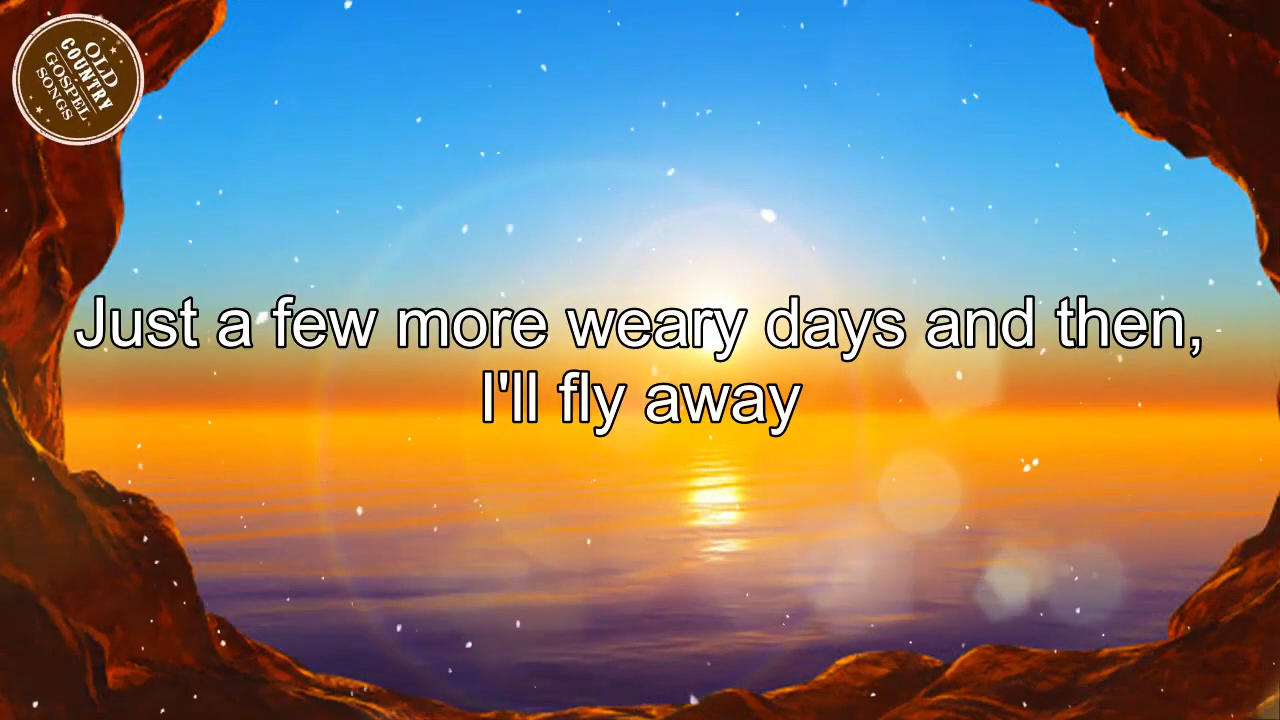 OLD
COUNTRY
GOSPEL
SONGS
Just a few more weary days and then,
I'll fly away